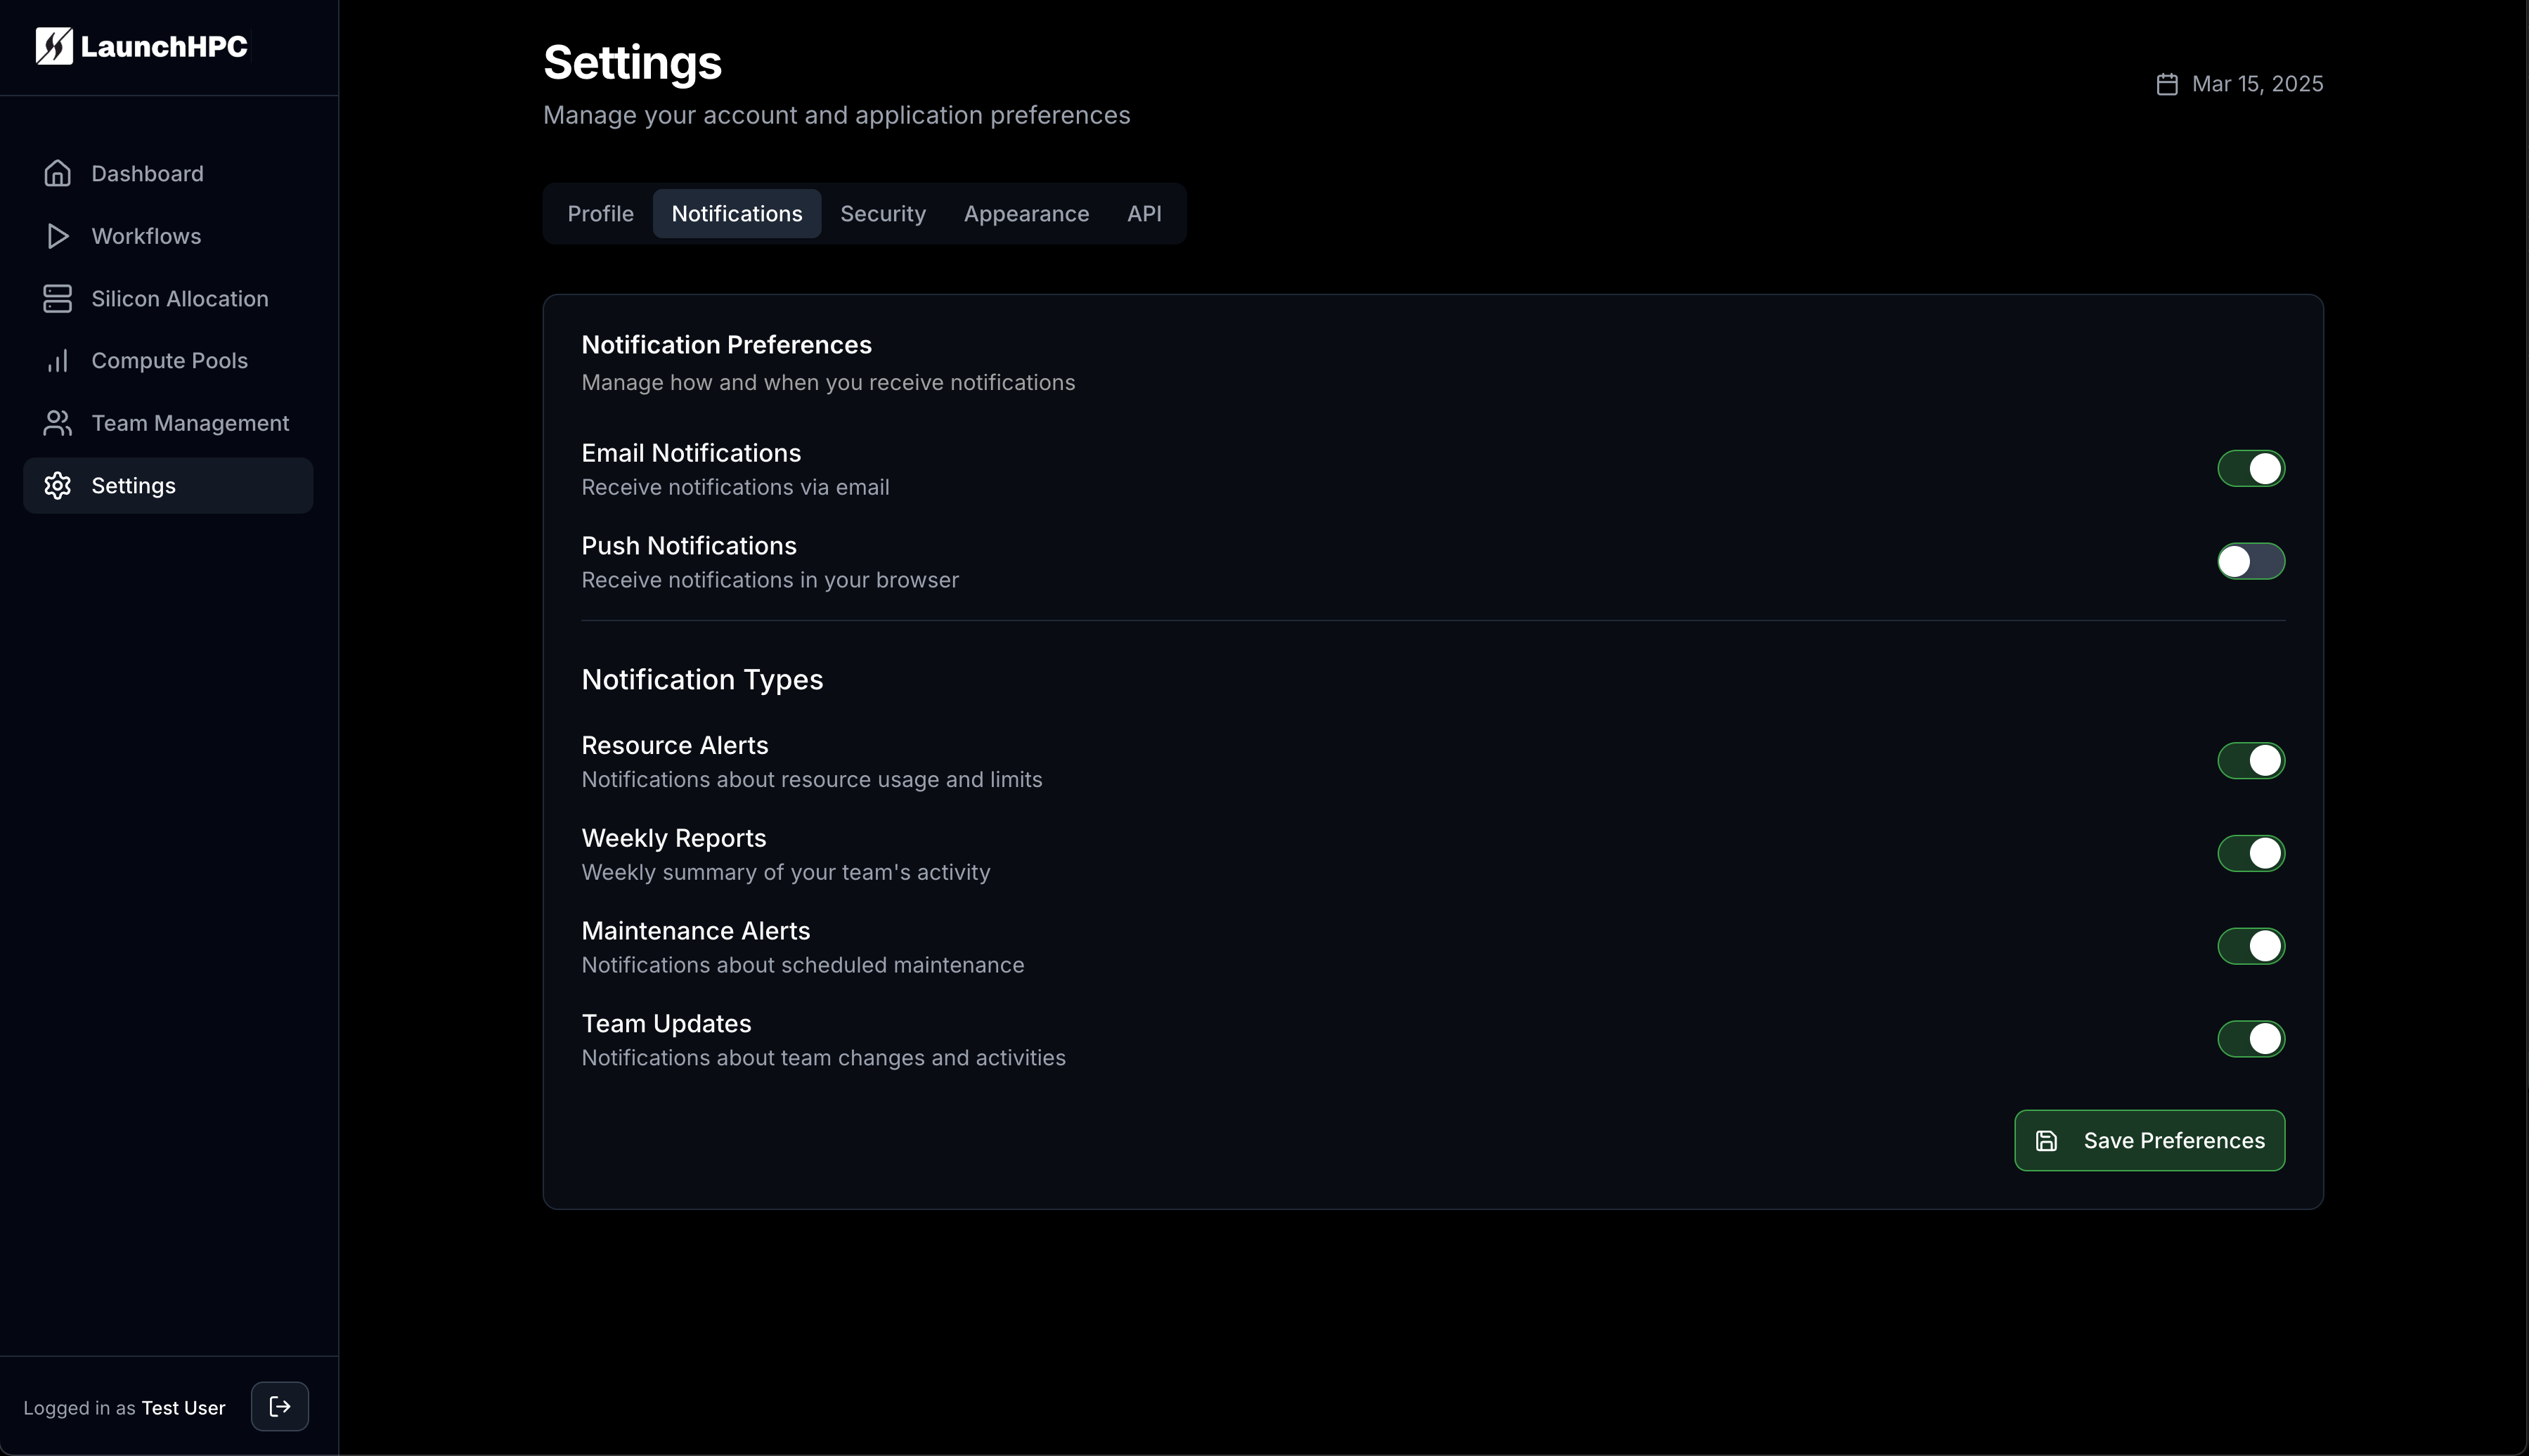 LaunchHPC
Dashboard
Workflows
Silicon Allocation
Compute Pools
Team Management
Settings
Logged in as Test User
Settings
Manage your account and application preferences
Mar 15, 2025
Profile Notifications Security Appearance API
Notification Preferences
Manage how and when you receive notifications
Email Notifications
Receive notifications via email
Push Notifications
Receive notifications in your browser
Notification Types
Resource Alerts
Notifications about resource usage and limits
Weekly Reports
Weekly summary of your team's activity
Maintenance Alerts
Notifications about scheduled maintenance
Team Updates
Notifications about team changes and activities
Save Preferences